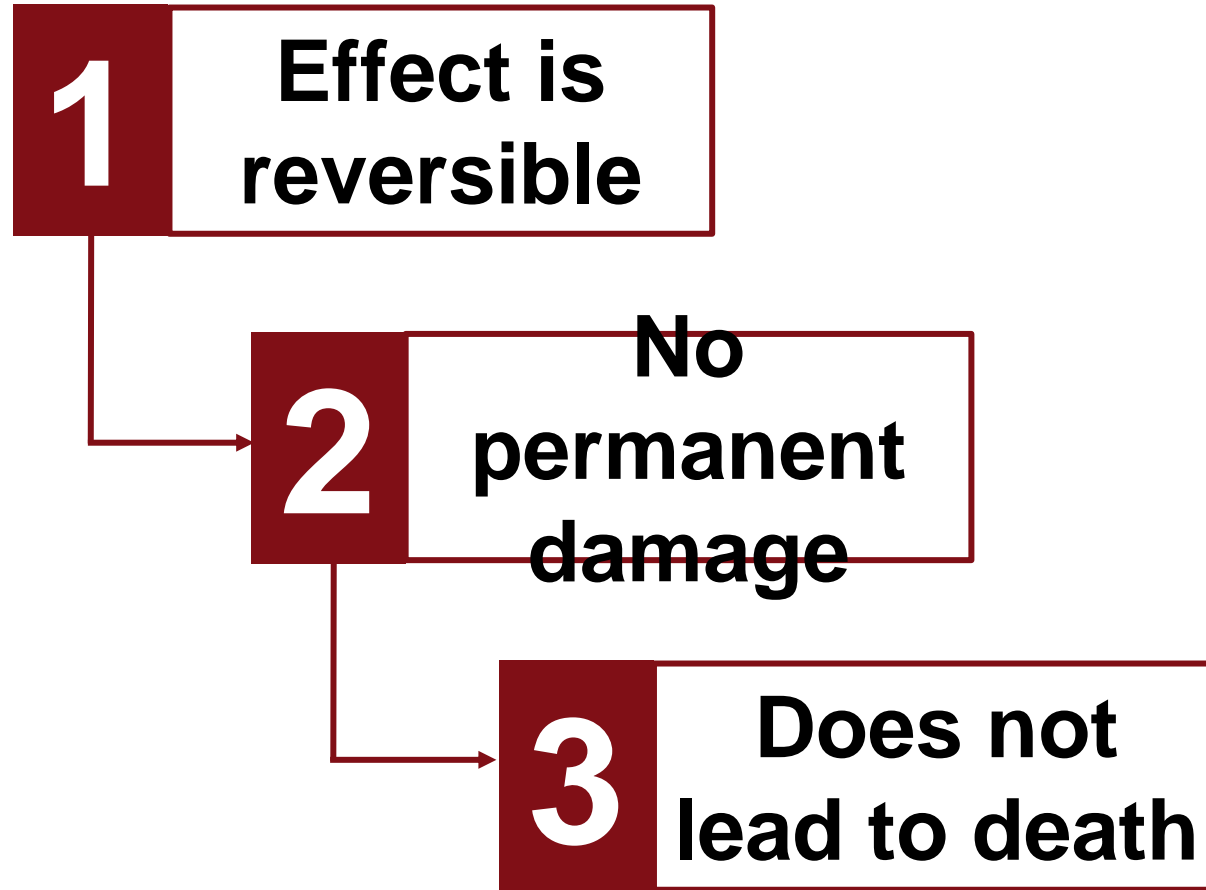 1
Effect is
reversible
2
No
permanent
damage
3
Does not
lead to death